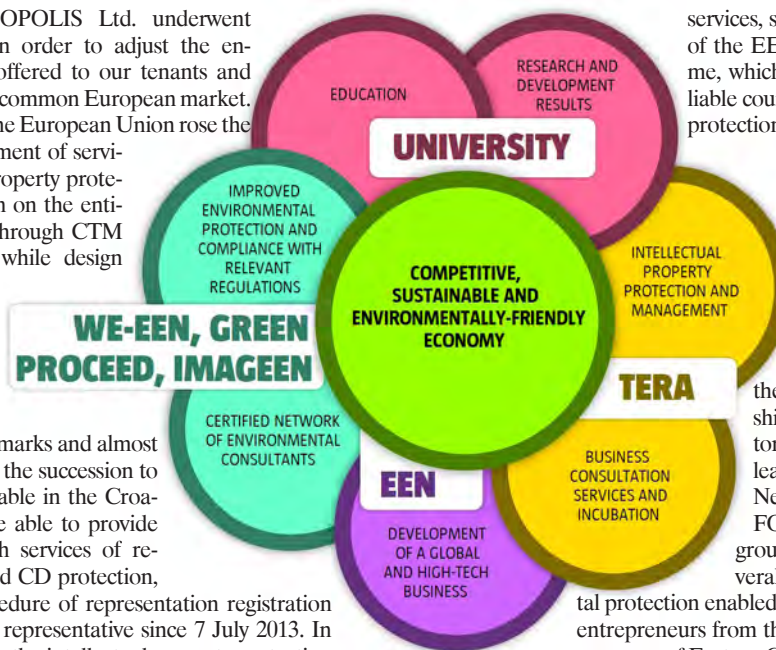 OPOLIS Ltd. underwent
n order to adjust the en-
offered to our tenants and
common European market.
ne European Union rose the
ment of servi-
roperty prote-
n on the enti-
hrough CTM
while design
marks and almost
the succession to
able in the Croa-
e able to provide
h services of re-
d CD protection,
edure of representation registration
representative since 7 July 2013. In
EDUCATION
RESEARCH AND
DEVELOPMENT
RESULTS
UNIVERSITY
IMPROVED
ENVIRONMENTAL
PROTECTION AND
COMPLIANCE WITH
RELEVANT
REGULATIONS
COMPETITIVE,
SUSTAINABLE AND
ENVIRONMENTALLY-FRIENDLY
ECONOMY
INTELLECTUAL
PROPERTY
PROTECTION AND
MANAGEMENT
WE-EEN, GREEN
PROCEED, IMAGEEN
TERA
CERTIFIED NETWORK
OF ENVIRONMENTAL
CONSULTANTS
EEN
BUSINESS
CONSULTATION
SERVICES AND
INCUBATION
DEVELOPMENT
OF A GLOBAL
AND HIGH-TECH
BUSINESS
services, s
of the EE
me, which
liable cou
protection
the
shi
tor
lea
Ne
FO
grou
veral
tal protection enabled
entrepreneurs from th